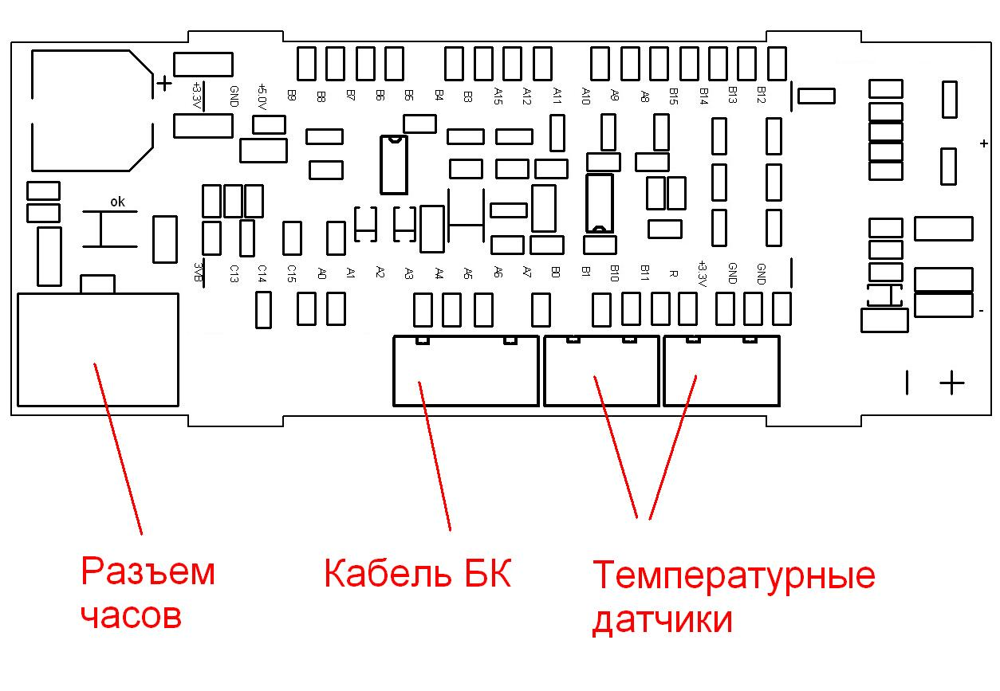 +
+3.3V GND +5.0V B9 B8 B7 B6 B5 B4 B3 A15 A12 A11 A10 A9 A8 B15 B14 B13 B12
+
ok
3VB C13 C14 C15 A0 A1 A2 A3 A4 A5 A6 A7 B0 B1 B10 B11 R +3.3V GND GND
-
- +
Разъем
часов
Кабель БК
Температурные
датчики